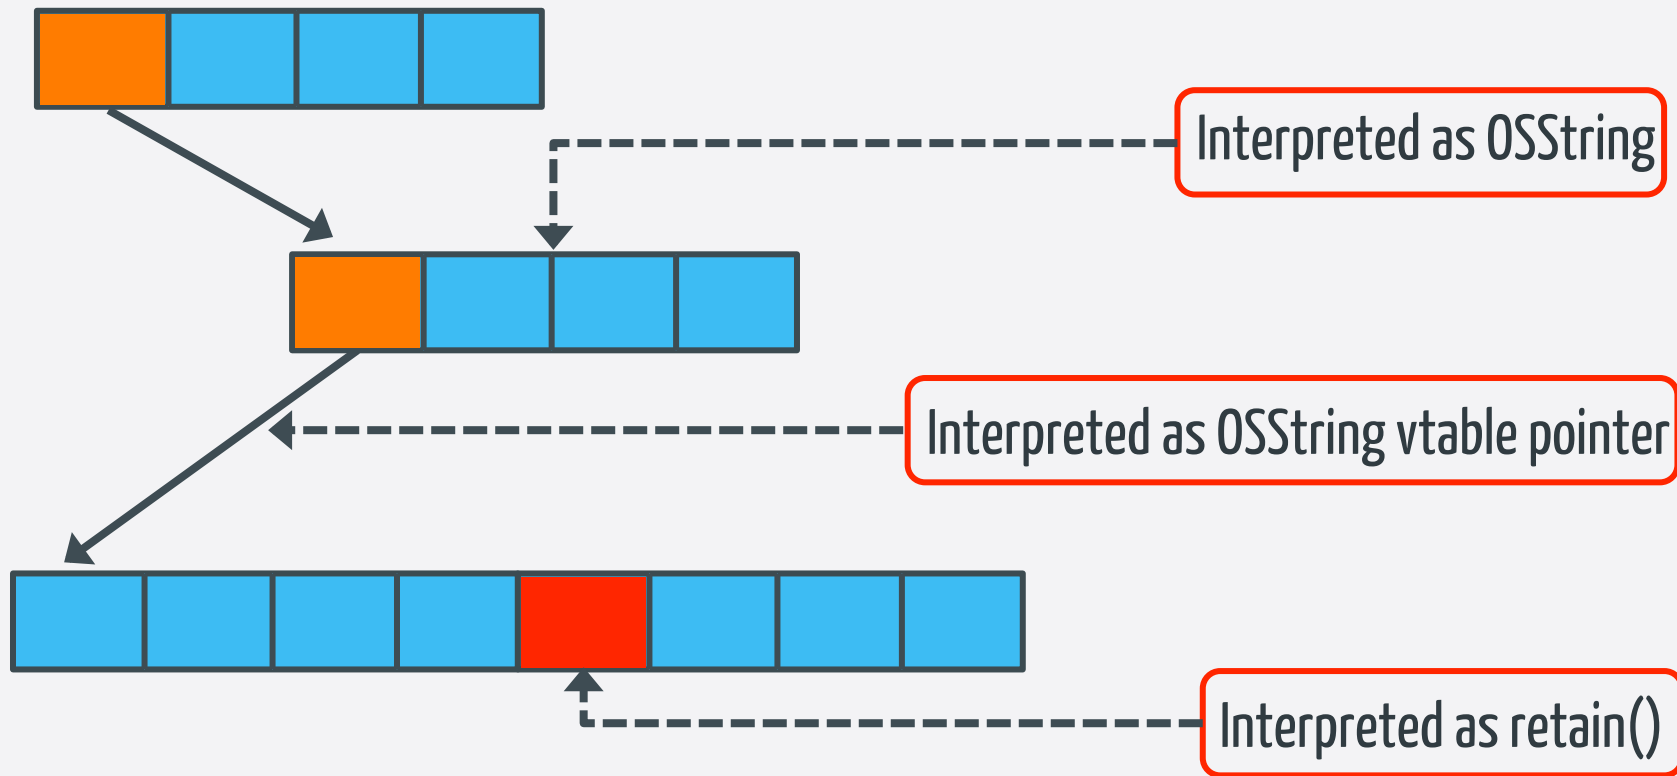 Interpreted as OSString
Interpreted as OSString vtable pointer
Interpreted as retain()